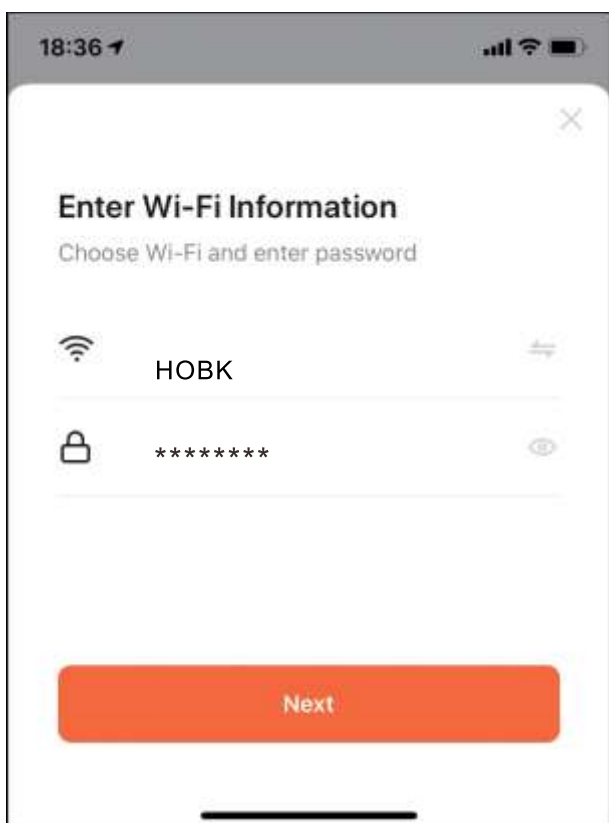 18:36
Enter Wi-Fi Information
Choose Wi-Fi and enter password
HOBK
********
Next